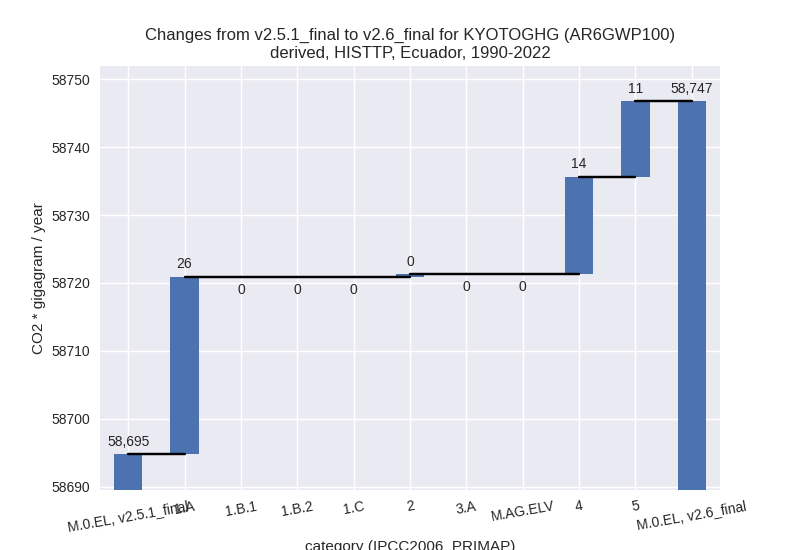 Changes from v2.5.1_final to v2.6_final for KYOTOGHG (AR6GWP100)
derived, HISTTP, Ecuador, 1990-2022
CO2 * gigagram / year
58750
58740
58730
58720
58710
58700
58690
58,695
26
0
0
0
0
0
0
14
11
58,747
M.0.EL, v2.5.1_final
1.A
1.B.1
1.B.2
1.C
2
3.A
M.AG.ELV
4
5
M.0.EL, v2.6_final
category (IPCC2006_PRIMAP)